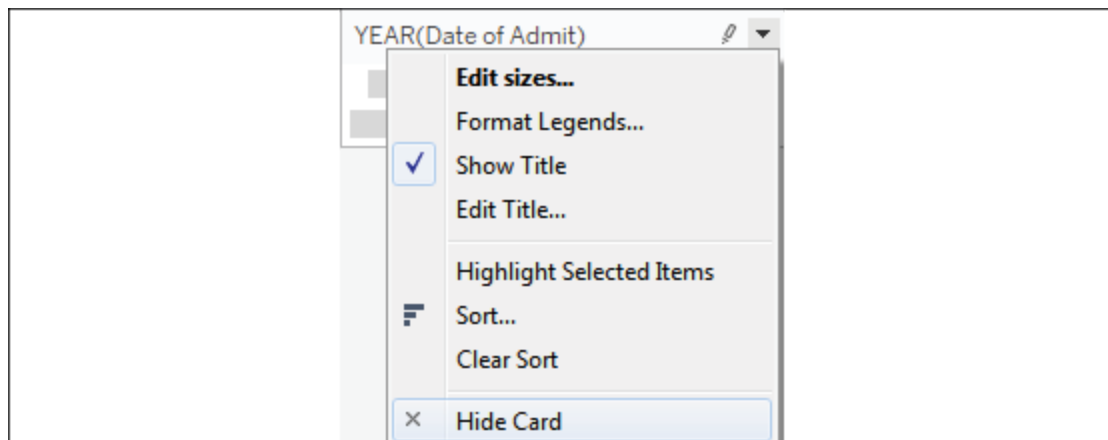 YEAR(Date of Admit)
Edit sizes...
Format Legends...
Show Title
Edit Title...
Highlight Selected Items
Sort...
Clear Sort
Hide Card